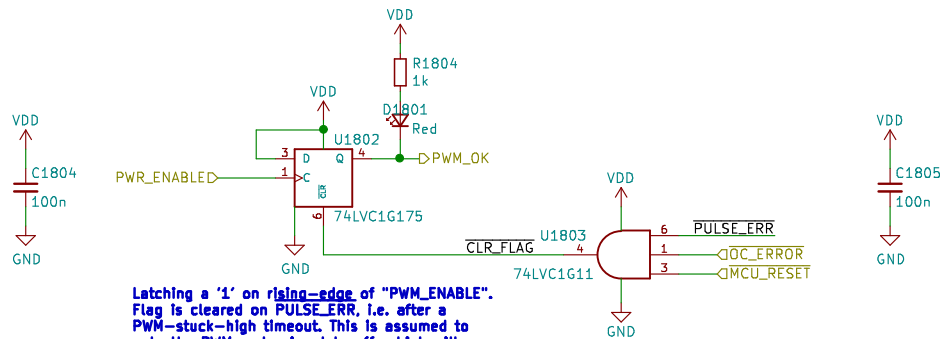 VDD
R1804
1k
D1801
Red
VDD
U1802
3
D
Q
4
PWM_OK
PWR_ENABLE
1
C
CLR
6
74LVC1G175
GND
VDD
C1804
100n
GND
VDD
C1805
100n
GND
VDD
U1803
CLR_FLAG
4
6
PULSE_ERR
1
OC_ERROR
3
MCU_RESET
74LVC1G11
GND
Latching a '1' on rising-edge of "PWM_ENABLE".
Flag is cleared on PULSE_ERR, i.e. after a
PWM-stuck-high timeout. This is assumed to